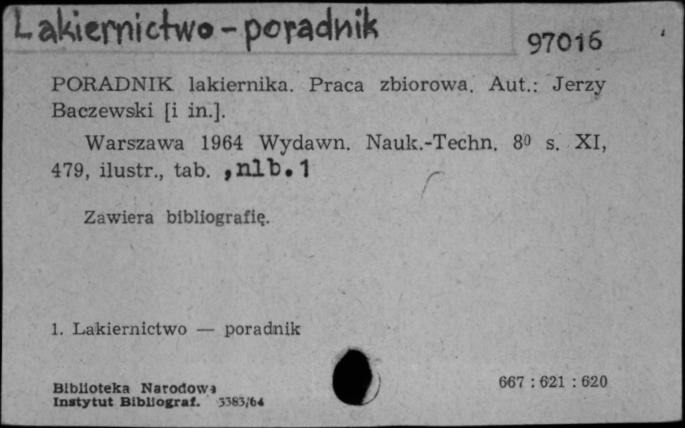 Lakiernictwo - poradnik
97016
PORADNIK lakiernika. Praca zbiorowa. Aut.: Jerzy
Baczewski [i in.].
Warszawa 1964 Wydawn. Nauk.-Techn. 8⁰ s. XI,
479, ilustr., tab. , nlb. 1
Zawiera bibliografię.
1. Lakiernictwo — poradnik
Biblioteka Narodowa
Instytut Bibliograf. 3383/64
667 : 621 : 620